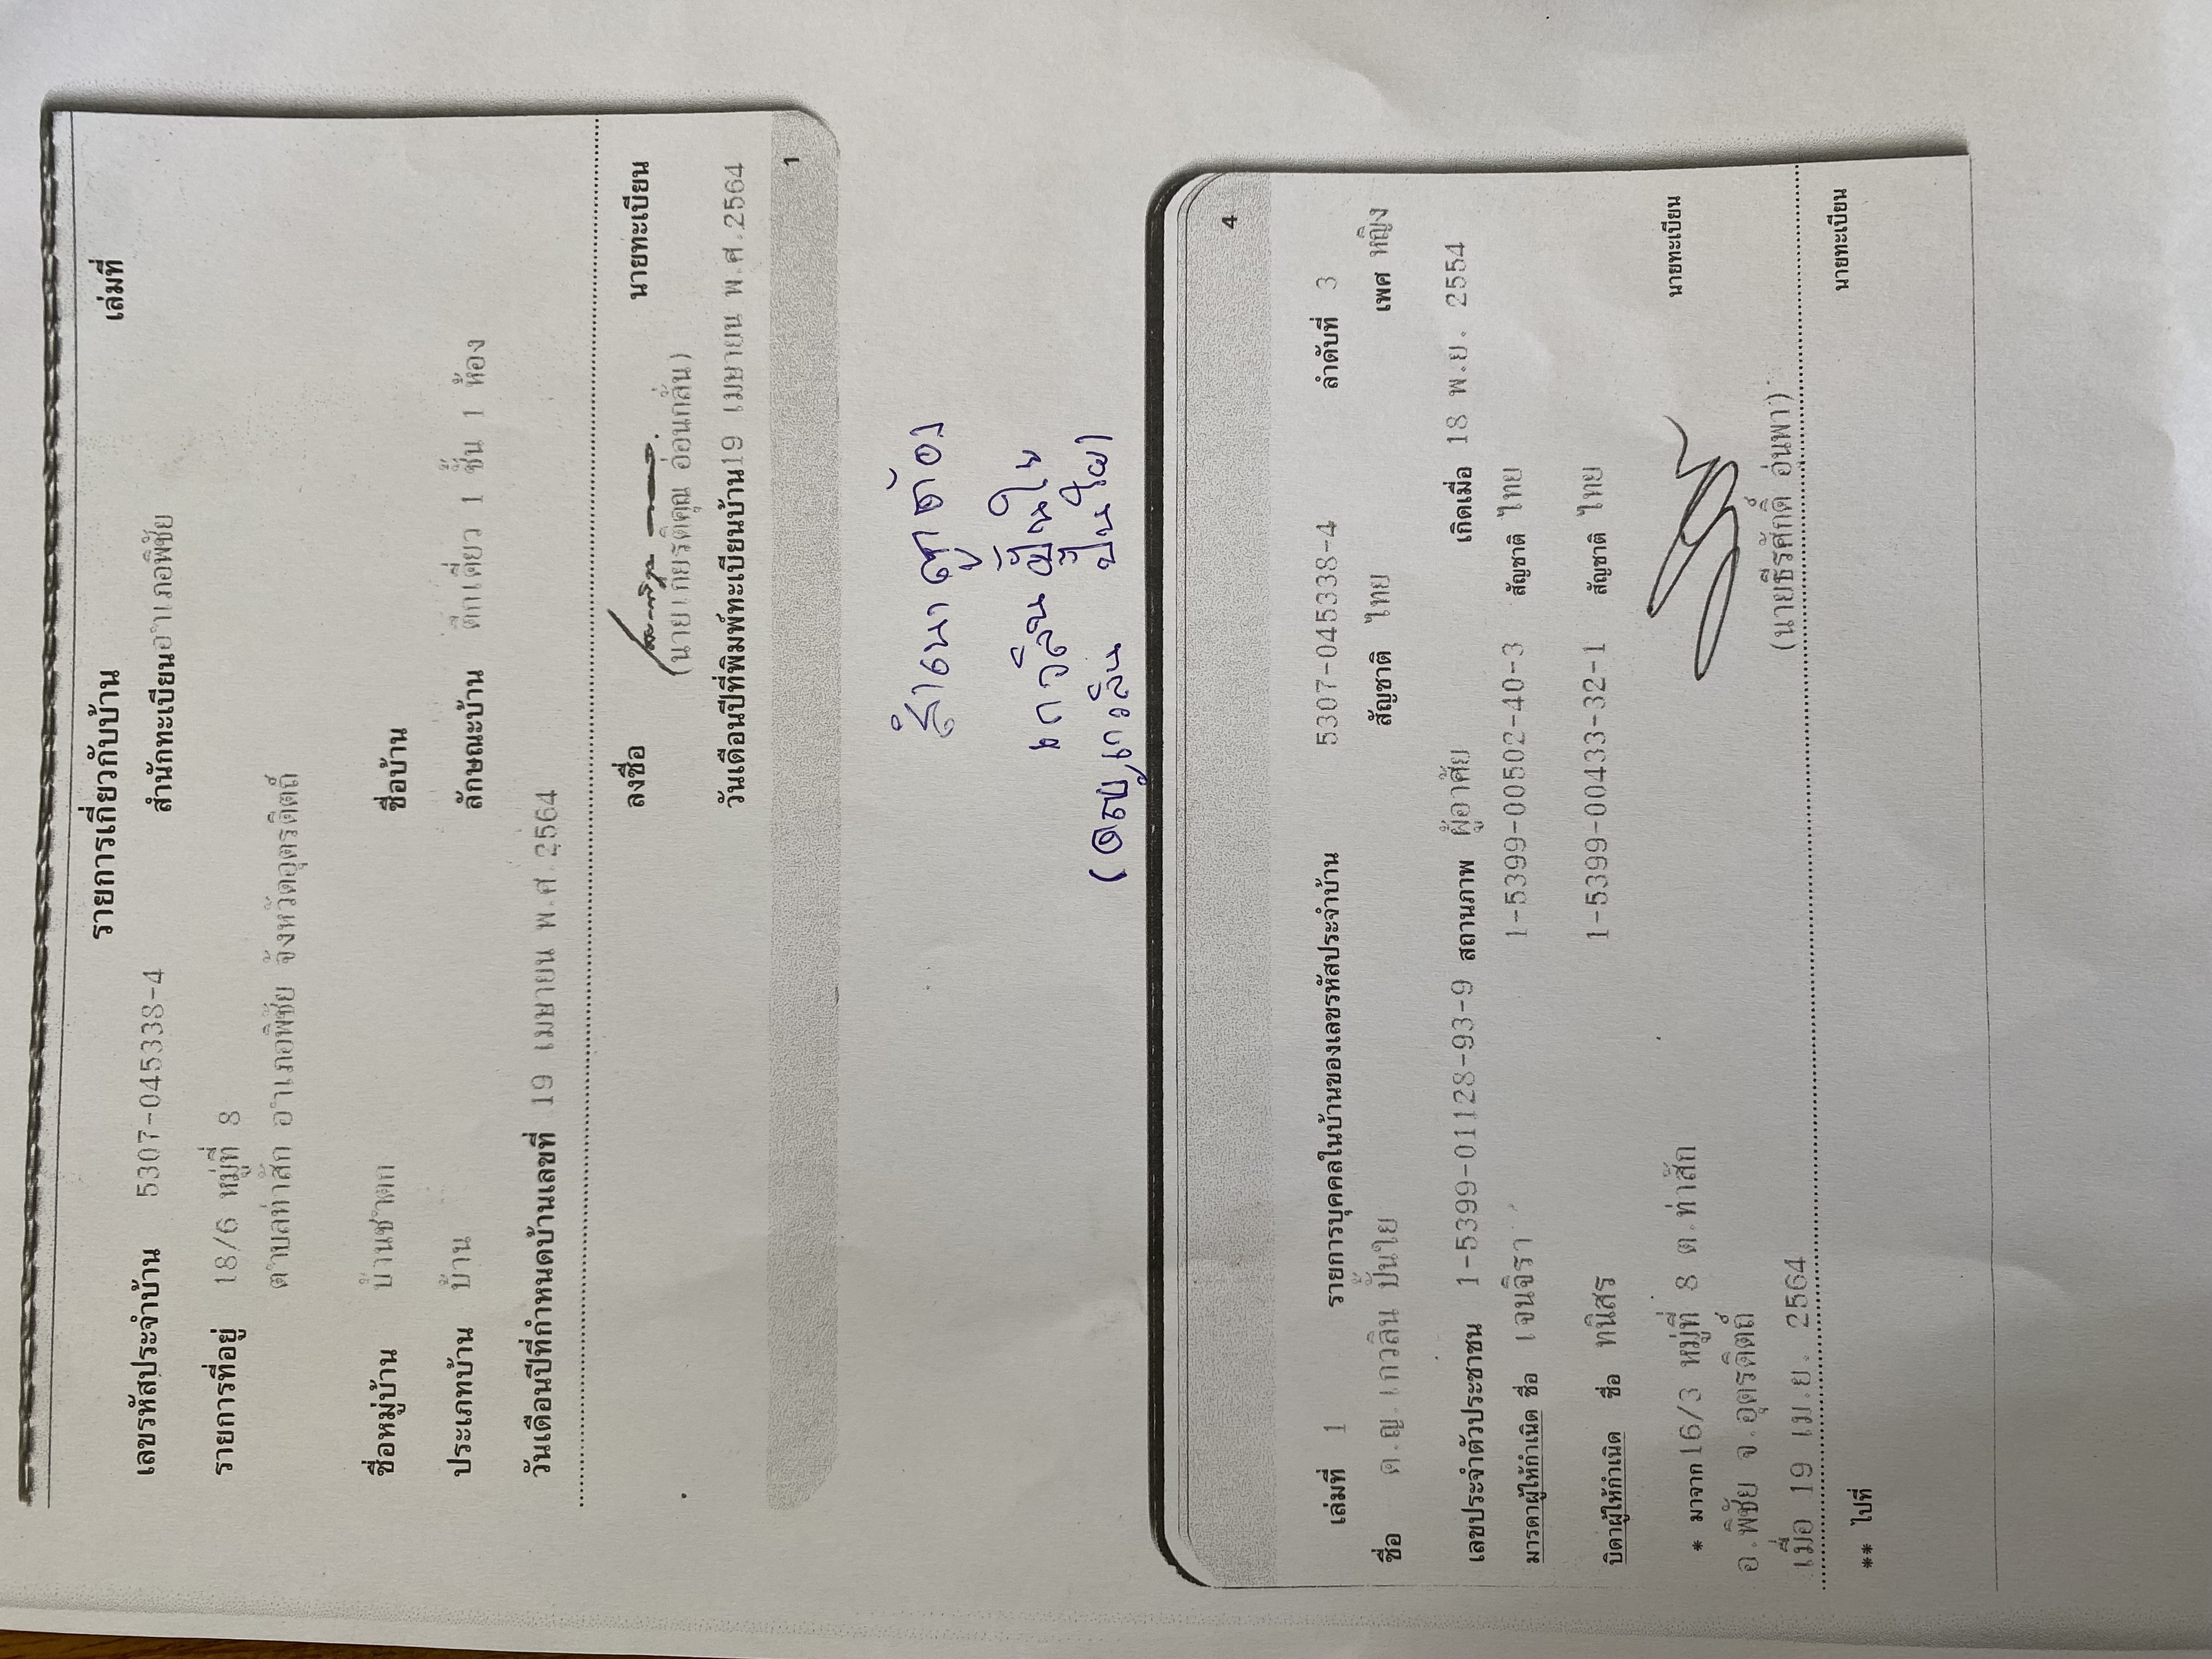 รายการเกี่ยวกับบ้าน เล่มที่
เลขรหัสประจำบ้าน 5307-045338-4 สำนักทะเบียน อำเภอพิชัย
รายการที่อยู่ 18/6 หมู่ที่ 8
ตำบลท่าสัก อำเภอพิชัย จังหวัดอุตรดิตถ์
ชื่อหมู่บ้าน บ้านชำตก ชื่อบ้าน
ประเภทบ้าน บ้าน ลักษณะบ้าน ตึกเดี่ยว 1 ชั้น 1 ห้อง
วันเดือนปีที่กำหนดบ้านเลขที่ 19 เมษายน พ.ศ.2564
ลงชื่อ นายทะเบียน
(นายเกียรติคุณ อ่อนกลั่น)
วันเดือนปีที่พิมพ์ทะเบียนบ้าน 19 เมษายน พ.ศ.2564
1
สำเนาถูกต้อง
เกวลิน ปั้นใย
(ด.ญ.เกวลิน ปั้นใย)
4
เล่มที่ 1 รายการบุคคลในบ้านของเลขรหัสประจำบ้าน 5307-045338-4 ลำดับที่ 3
ชื่อ ด.ญ.เกวลิน ปั้นใย สัญชาติ ไทย เพศ หญิง
เลขประจำตัวประชาชน 1-5399-01128-93-9 สถานภาพ ผู้อาศัย เกิดเมื่อ 18 พ.ย. 2554
มารดาผู้ให้กำเนิด ชื่อ เจนจิรา 1-5399-00502-40-3 สัญชาติ ไทย
บิดาผู้ให้กำเนิด ชื่อ ทนิสร 1-5399-00433-32-1 สัญชาติ ไทย
* มาจาก 16/3 หมู่ที่ 8 ต.ท่าสัก
อ.พิชัย จ.อุตรดิตถ์ นายทะเบียน
เมื่อ 19 เม.ย. 2564 (นายธีรศักดิ์ อ่นพา)
** ไปที่ นายทะเบียน